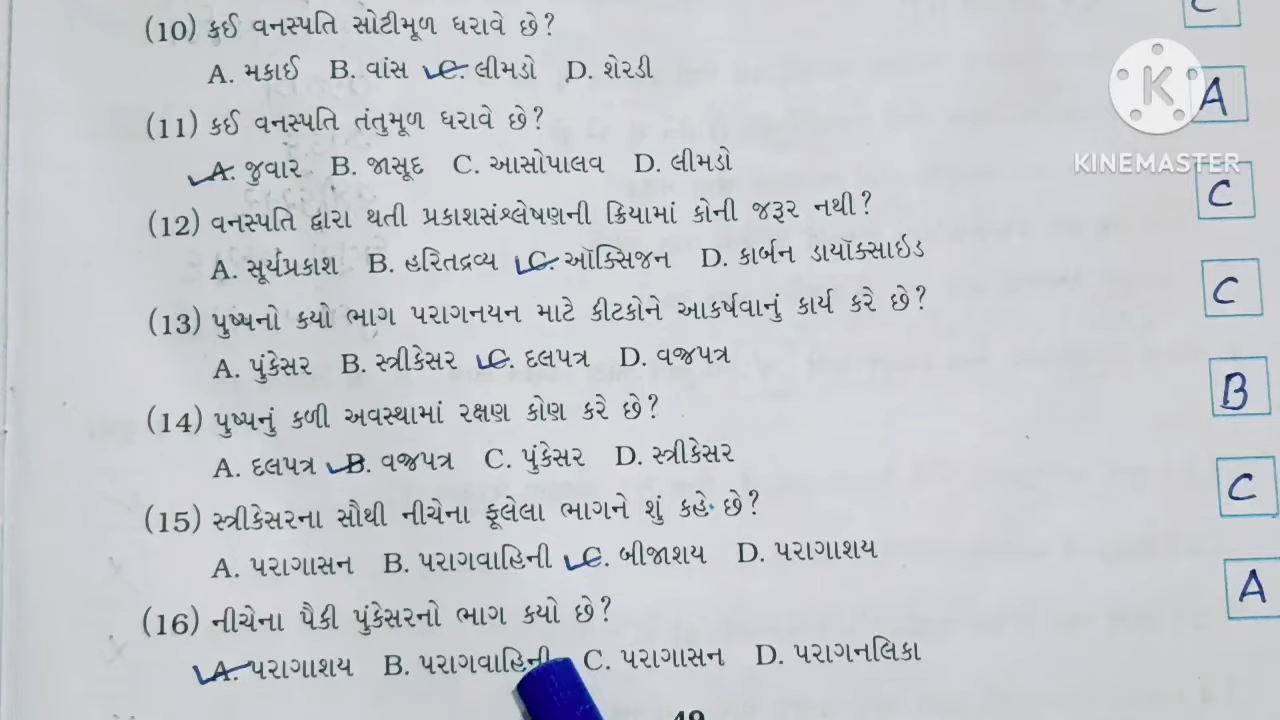 (10) કઈ વનસ્પતિ સોટીમૂળ ધરાવે છે?
A. મકાઈ B. વાંસ C. લીમડો D. શેરડી
C
(11) કઈ વનસ્પતિ તંતુમૂળ ધરાવે છે?
A
A. જુવાર B. જાસૂદ C. આસોપાલવ D. લીમડો
K
KINEMASTER
(12) વનસ્પતિ દ્વારા થતી પ્રકાશસંશ્લેષણની ક્રિયામાં કોની જરૂર નથી?
C
A. સૂર્યપ્રકાશ B. હરિતદ્રવ્ય C. ઑક્સિજન D. કાર્બન ડાયૉક્સાઈડ
(13) પુષ્પનો કયો ભાગ પરાગનયન માટે કીટકોને આકર્ષવાનું કાર્ય કરે છે?
C
A. પુંકેસર B. સ્ત્રીકેસર C. દલપત્ર D. વજ્રપત્ર
(14) પુષ્પનું કળી અવસ્થામાં રક્ષણ કોણ કરે છે?
B
A. દલપત્ર B. વજ્રપત્ર C. પુંકેસર D. સ્ત્રીકેસર
(15) સ્ત્રીકેસરના સૌથી નીચેના ફૂલેલા ભાગને શું કહે છે?
C
A. પરાગાસન B. પરાગવાહિની C. બીજાશય D. પરાગાશય
(16) નીચેના પૈકી પુંકેસરનો ભાગ કયો છે?
A
A. પરાગાશય B. પરાગવાહિની C. પરાગાસન D. પરાગનલિકા
49